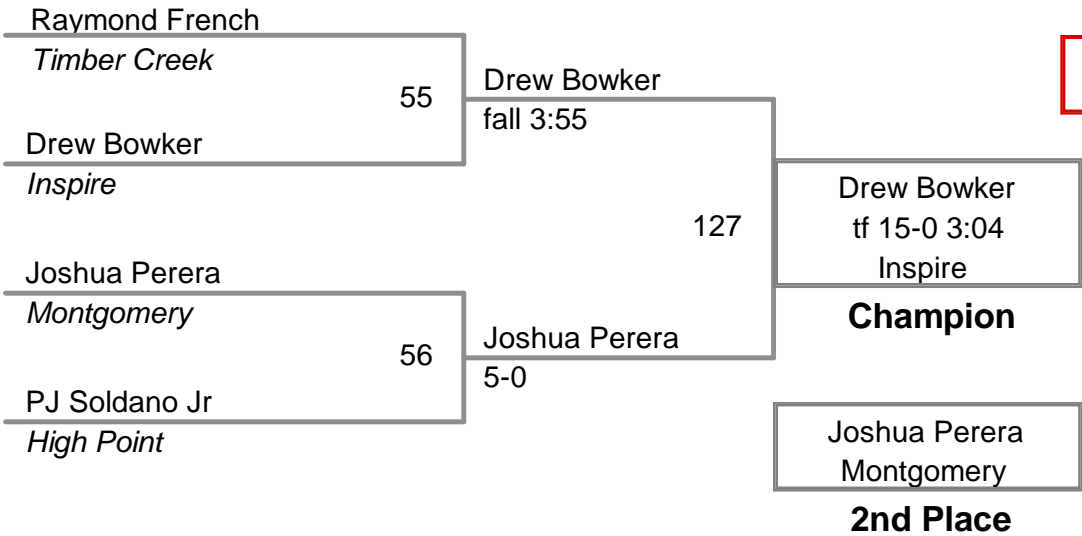 Raymond French
Timber Creek
55
Drew Bowker
fall 3:55
Drew Bowker
Inspire
127
Drew Bowker
tf 15-0 3:04
Inspire
Champion
Joshua Perera
Montgomery
56
Joshua Perera
5-0
PJ Soldano Jr
High Point
Joshua Perera
Montgomery
2nd Place